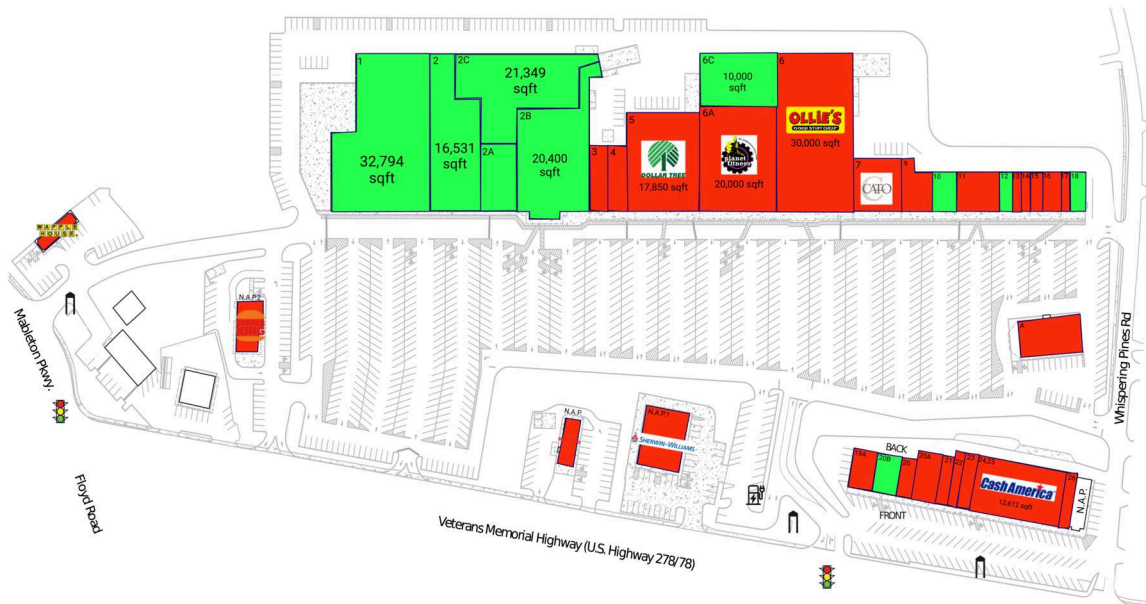 1
32,794
sqft
2
16,531
sqft
2C
21,349
sqft
2A
2B
20,400
sqft
3
4
5
DOLLAR TREE
17,850 sqft
6C
10,000
sqft
6A
planet
fitness
20,000 sqft
6
OLLIE'S
GOOD STUFF CHEAP
30,000 sqft
7
C
CATO
9
10
11
12
13
14
15
16
17
18
WAFFLE
HOUSE.
N.A.P.2
KING
Mableton Pkwy.
Floyd Road
N.A.P.
N.A.P.1
SHERWIN-WILLIAMS.
A
Whispering Pines Rd
BACK
19A
20B
20
20A
21
22
23
24,25
CashAmerica
12,612 sqft
26
N.A.P.
FRONT
Veterans Memorial Highway (U.S. Highway 278/78)